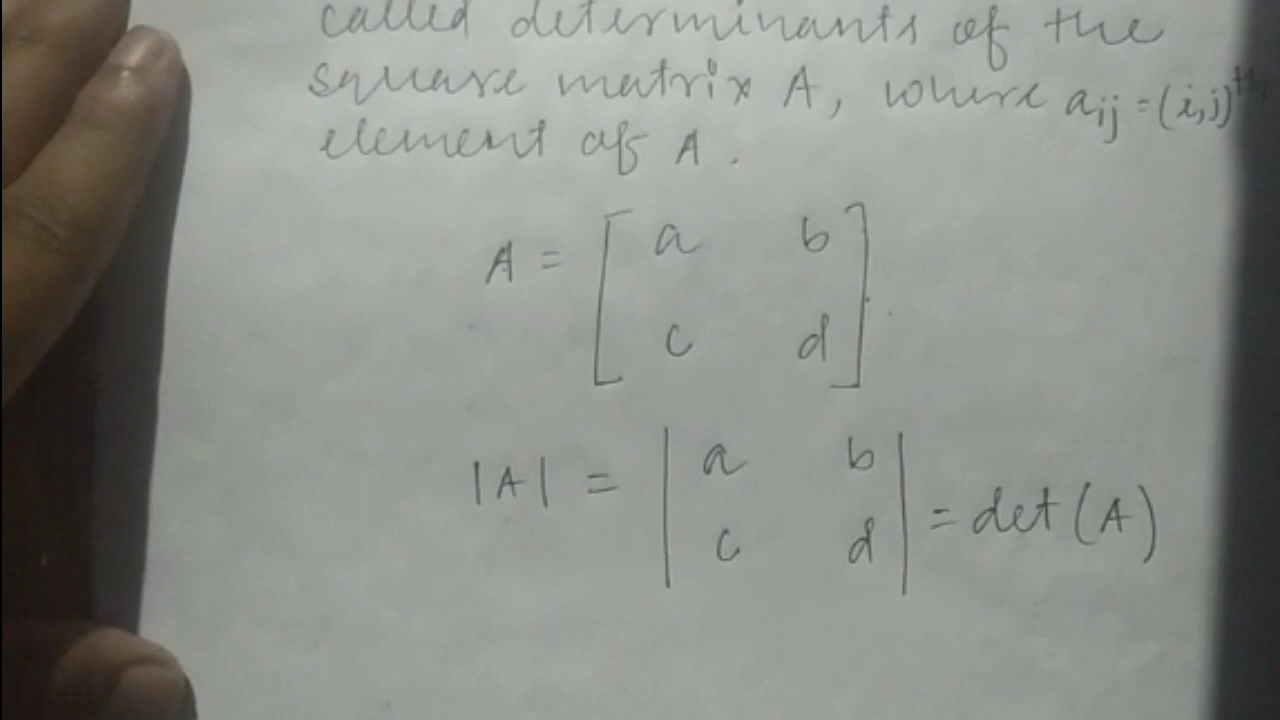 called determinants of the
square matrix A, where aij = (i,j)th
element of A.
A = [ a b
c d ]
|A| = | a b
c d | = det (A)